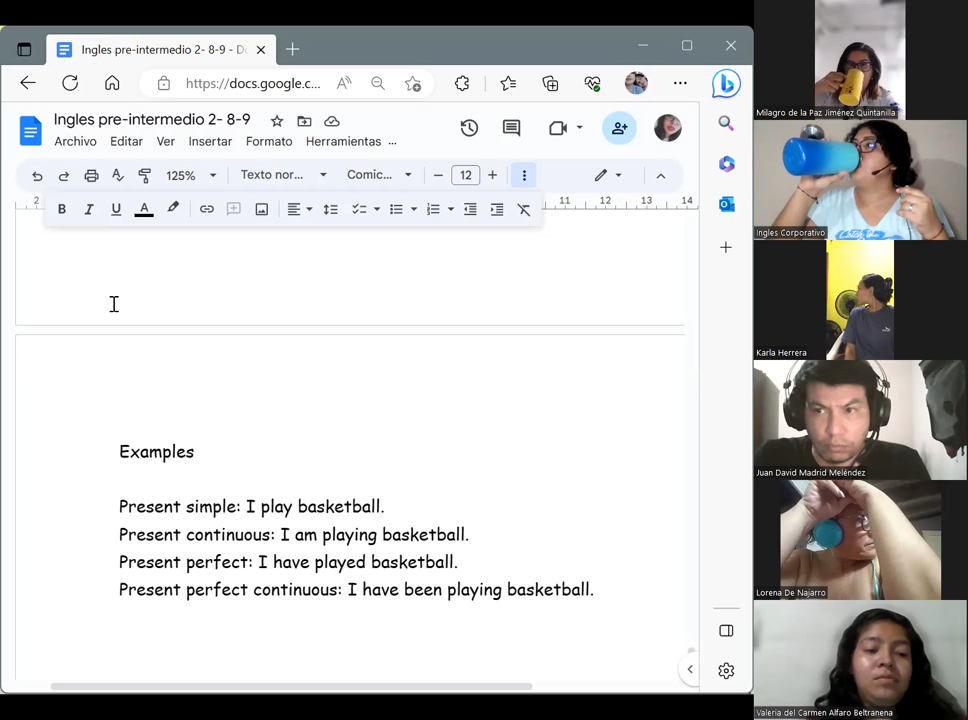 Ingles pre-intermedio 2- 8-9 - Do
https://docs.google.c...
Ingles pre-intermedio 2- 8-9
Archivo Editar Ver Insertar Formato Herramientas ...
125% Texto nor... Comic... 12
2 11 12 13 14
Examples
Present simple: I play basketball.
Present continuous: I am playing basketball.
Present perfect: I have played basketball.
Present perfect continuous: I have been playing basketball.
Milagro de la Paz Jiménez Quintanilla
Ingles Corporativo
Karla Herrera
Juan David Madrid Meléndez
Lorena De Najarro
Valeria del Carmen Alfaro Beltranena